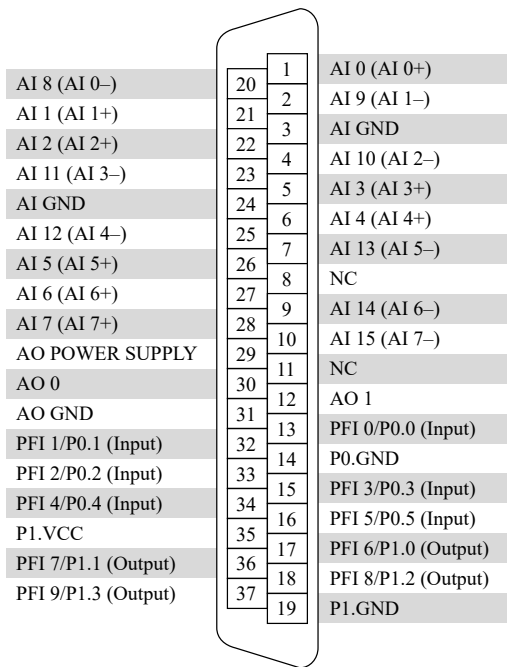 1 AI 0 (AI 0+)
AI 8 (AI 0–) 20
2 AI 9 (AI 1–)
AI 1 (AI 1+) 21
3 AI GND
AI 2 (AI 2+) 22
4 AI 10 (AI 2–)
AI 11 (AI 3–) 23
5 AI 3 (AI 3+)
AI GND 24
6 AI 4 (AI 4+)
AI 12 (AI 4–) 25
7 AI 13 (AI 5–)
AI 5 (AI 5+) 26
8 NC
AI 6 (AI 6+) 27
9 AI 14 (AI 6–)
AI 7 (AI 7+) 28
10 AI 15 (AI 7–)
AO POWER SUPPLY 29
11 NC
AO 0 30
12 AO 1
AO GND 31
13 PFI 0/P0.0 (Input)
PFI 1/P0.1 (Input) 32
14 P0.GND
PFI 2/P0.2 (Input) 33
15 PFI 3/P0.3 (Input)
PFI 4/P0.4 (Input) 34
16 PFI 5/P0.5 (Input)
P1.VCC 35
17 PFI 6/P1.0 (Output)
PFI 7/P1.1 (Output) 36
18 PFI 8/P1.2 (Output)
PFI 9/P1.3 (Output) 37
19 P1.GND